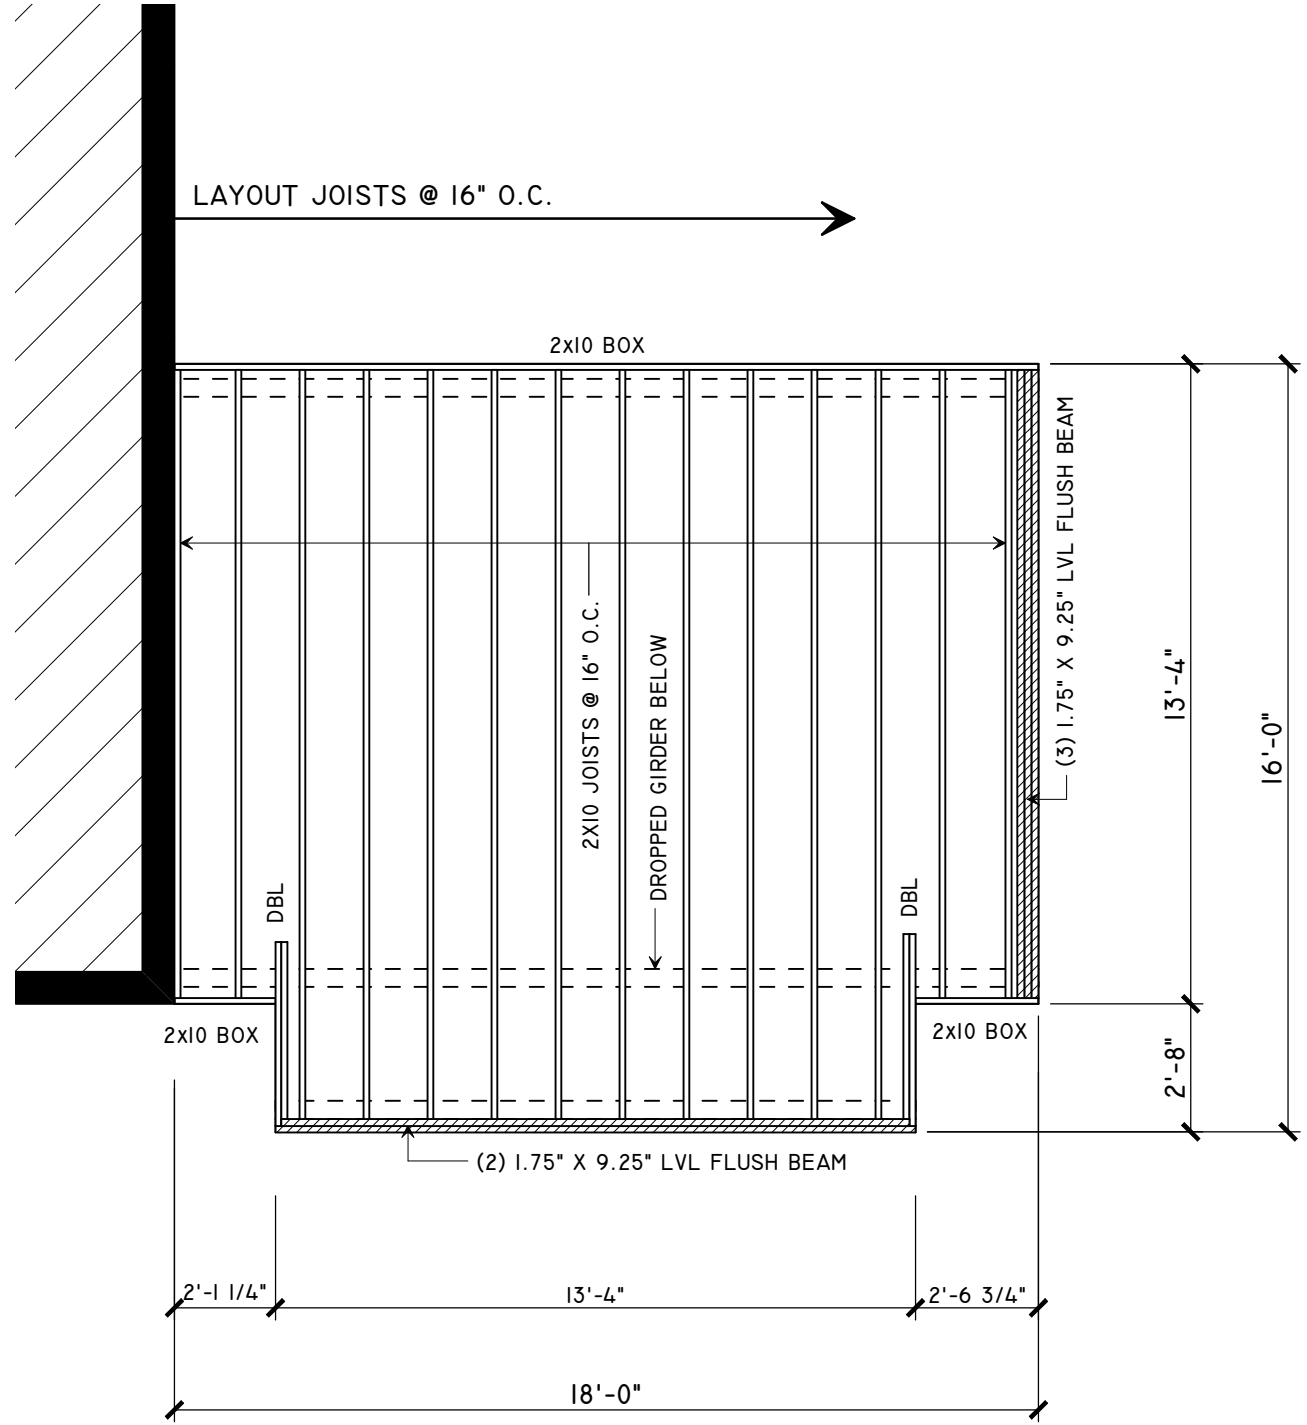 LAYOUT JOISTS @ 16" O.C.
2x10 BOX
(3) 1.75" X 9.25" LVL FLUSH BEAM
2X10 JOISTS @ 16" O.C.
DROPPED GIRDER BELOW
13'-4"
16'-0"
DBL
DBL
2x10 BOX
2x10 BOX
2'-8"
(2) 1.75" X 9.25" LVL FLUSH BEAM
2'-1 1/4"
13'-4"
2'-6 3/4"
18'-0"